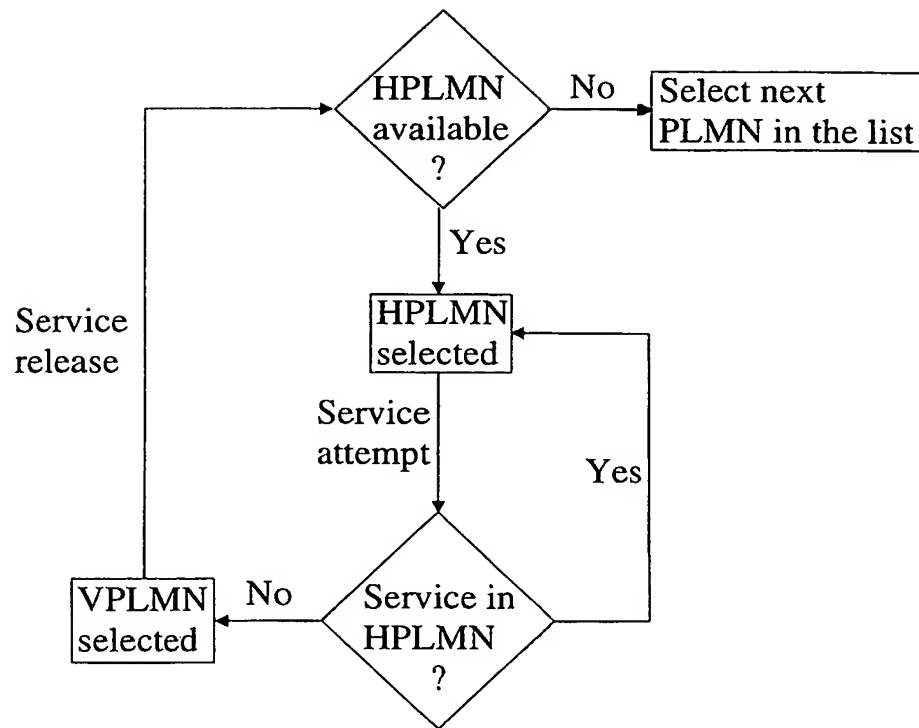 HPLMN
available
?
No
Select next
PLMN in the list
Yes
HPLMN
selected
Service
release
Service
attempt
Yes
VPLMN
selected
No
Service in
HPLMN
?